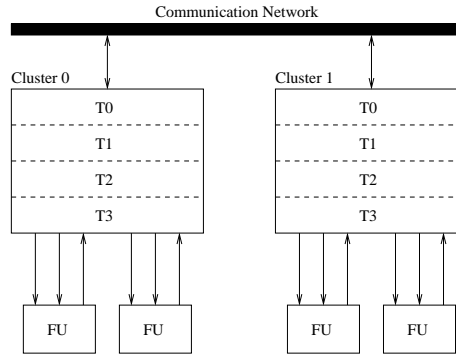 Communication Network
Cluster 0
Cluster 1
T0
T0
T1
T1
T2
T2
T3
T3
FU
FU
FU
FU